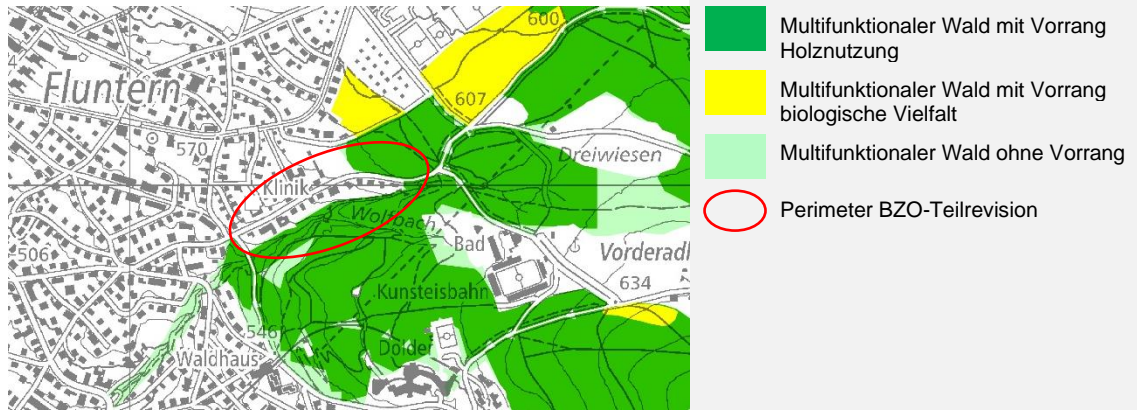 600
Fluntern
607
570
Dreiwiesen
Klinik
Wolfbach
Bad
506
Vorderadl
634
Kunsteisbahn
546
Waldhaus
Dolder
Multifunktionaler Wald mit Vorrang
Holznutzung
Multifunktionaler Wald mit Vorrang
biologische Vielfalt
Multifunktionaler Wald ohne Vorrang
Perimeter BZO-Teilrevision